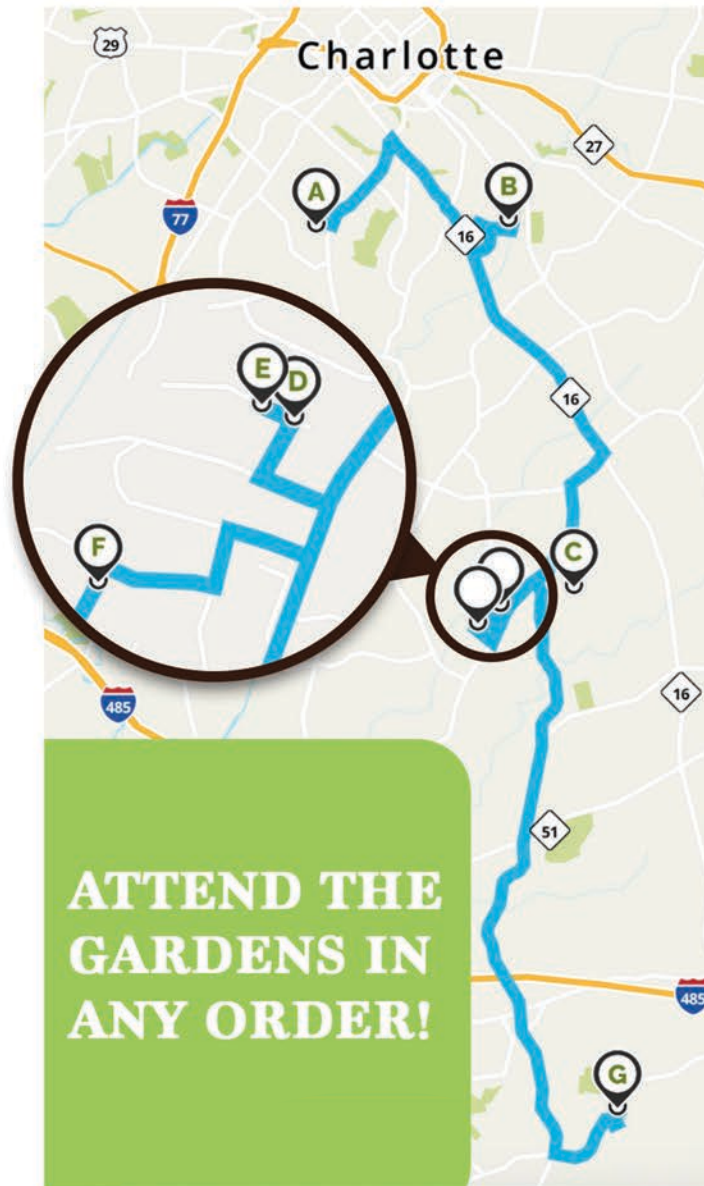 29
Charlotte
27
A
B
77
16
16
E
D
C
F
485
16
51
ATTEND THE
GARDENS IN
ANY ORDER!
485
G